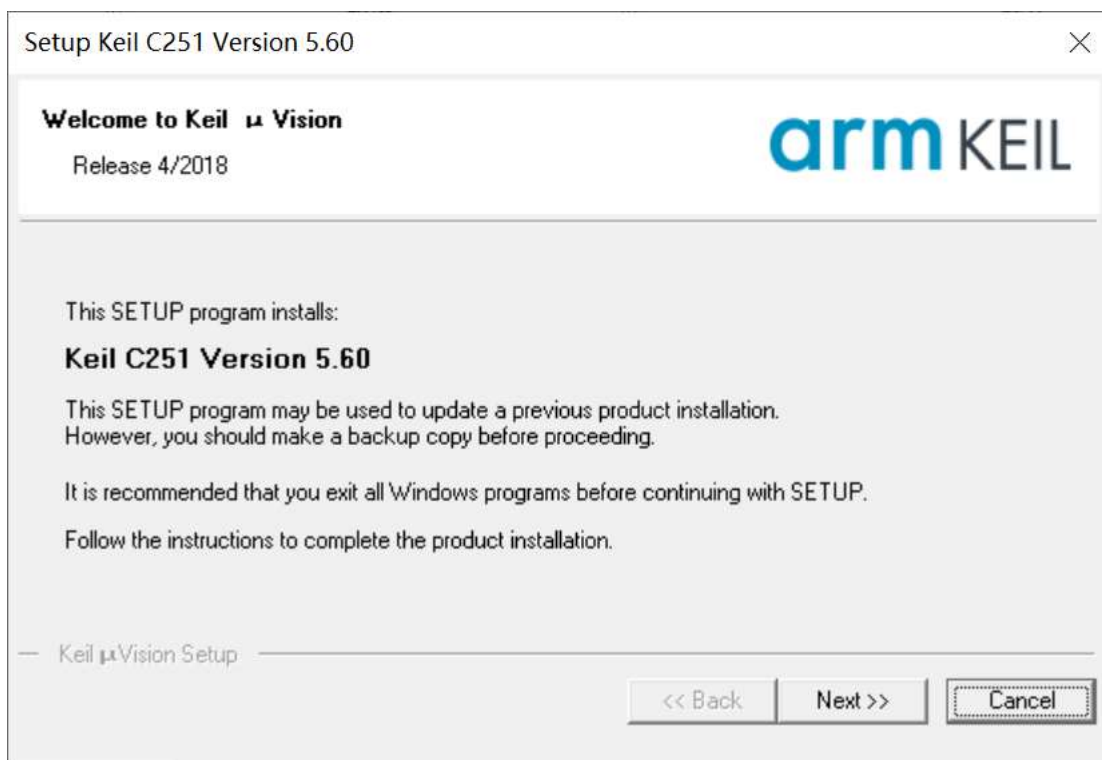 Setup Keil C251 Version 5.60
Welcome to Keil µ Vision
Release 4/2018
arm KEIL
This SETUP program installs:
Keil C251 Version 5.60
This SETUP program may be used to update a previous product installation.
However, you should make a backup copy before proceeding.
It is recommended that you exit all Windows programs before continuing with SETUP.
Follow the instructions to complete the product installation.
Keil µVision Setup
<< Back
Next >>
Cancel